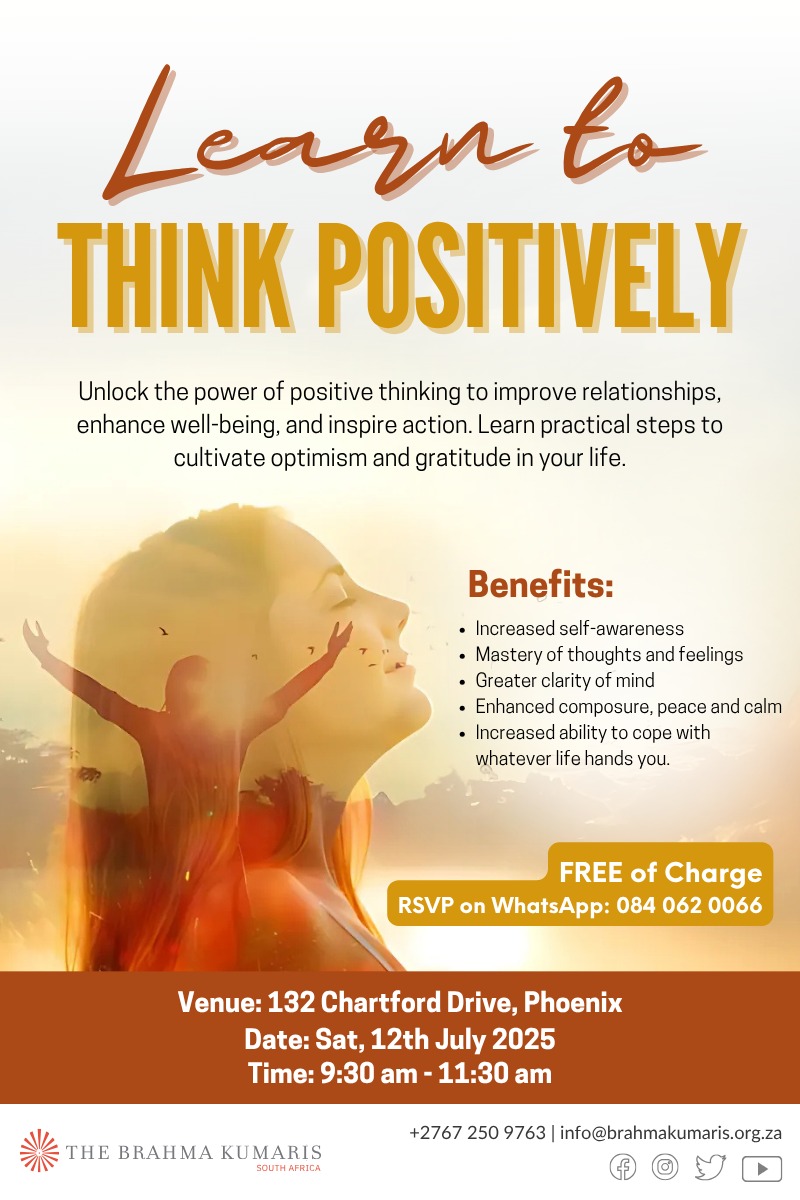 Learn to
THINK POSITIVELY
Unlock the power of positive thinking to improve relationships,
enhance well-being, and inspire action. Learn practical steps to
cultivate optimism and gratitude in your life.
Benefits:
• Increased self-awareness
• Mastery of thoughts and feelings
• Greater clarity of mind
• Enhanced composure, peace and calm
• Increased ability to cope with
whatever life hands you.
FREE of Charge
RSVP on WhatsApp: 084 062 0066
Venue: 132 Chartford Drive, Phoenix
Date: Sat, 12th July 2025
Time: 9:30 am - 11:30 am
THE BRAHMA KUMARIS
SOUTH AFRICA
+2767 250 9763 | info@brahmakumaris.org.za